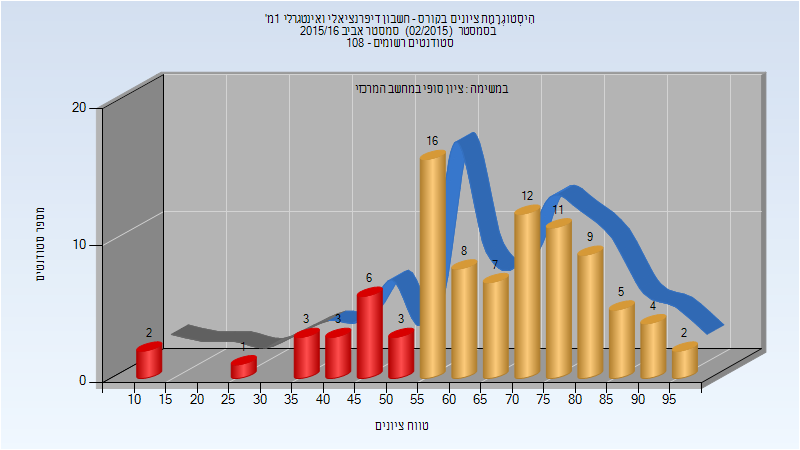 היסטוגרמת ציונים בקורס - חשבון דיפרנציאלי ואינטגרלי 1מ'
בסמסטר (02/2015) סמסטר אביב 2015/16
סטודנטים רשומים - 108
במשימה : ציון סופי במחשב המרכזי
20
10
0
מספר סטודנטים
2
1
3
3
6
3
16
8
7
12
11
9
5
4
2
10 15 20 25 30 35 40 45 50 55 60 65 70 75 80 85 90 95
טווח ציונים